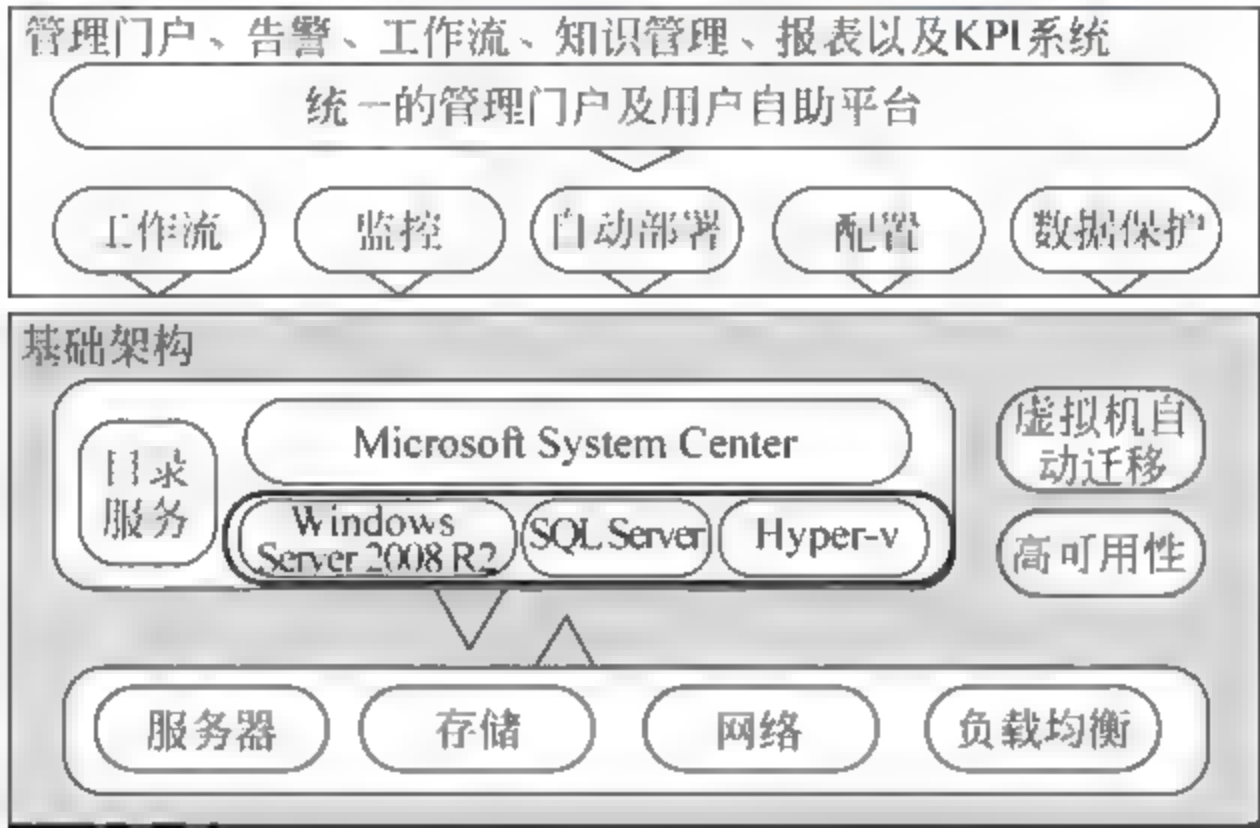 管理门户、告警、工作流、知识管理、报表以及KPI系统
统一的管理门户及用户自助平台
工作流
监控
自动部署
配置
数据保护
基础架构
目录
服务
Microsoft System Center
Windows
Server 2008 R2
SQL Server
Hyper-v
虚拟机自
动迁移
高可用性
服务器
存储
网络
负载均衡